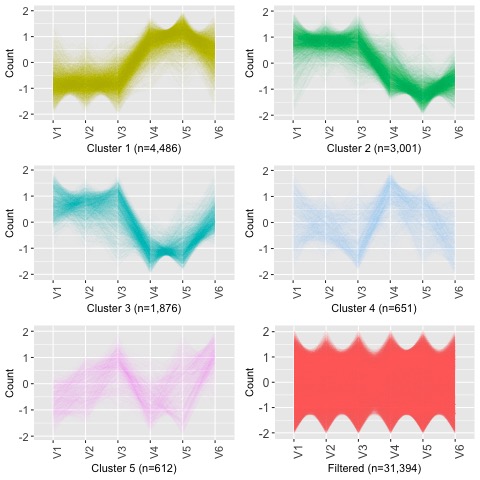 2
1
0
-1
-2
Count
V1 V2 V3 V4 V5 V6
Cluster 1 (n=4,486)
2
1
0
-1
-2
Count
V1 V2 V3 V4 V5 V6
Cluster 2 (n=3,001)
2
1
0
-1
-2
Count
V1 V2 V3 V4 V5 V6
Cluster 3 (n=1,876)
2
1
0
-1
-2
Count
V1 V2 V3 V4 V5 V6
Cluster 4 (n=651)
2
1
0
-1
-2
Count
V1 V2 V3 V4 V5 V6
Cluster 5 (n=612)
2
1
0
-1
-2
Count
V1 V2 V3 V4 V5 V6
Filtered (n=31,394)